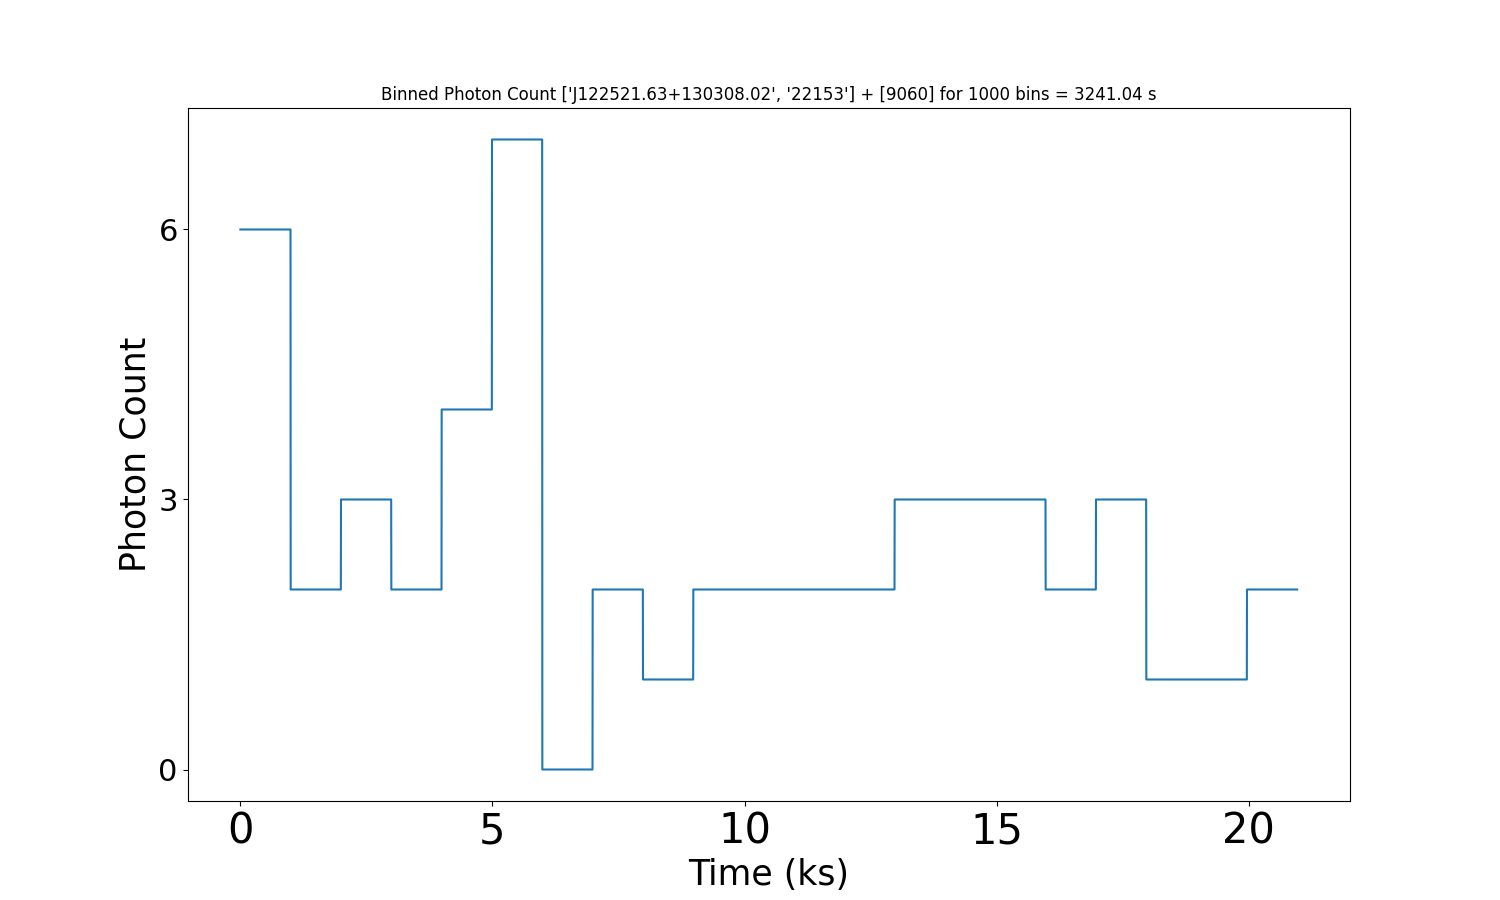 Binned Photon Count ['J122521.63+130308.02', '22153'] + [9060] for 1000 bins = 3241.04 s
Photon Count
6
3
0
0 5 10 15 20
Time (ks)